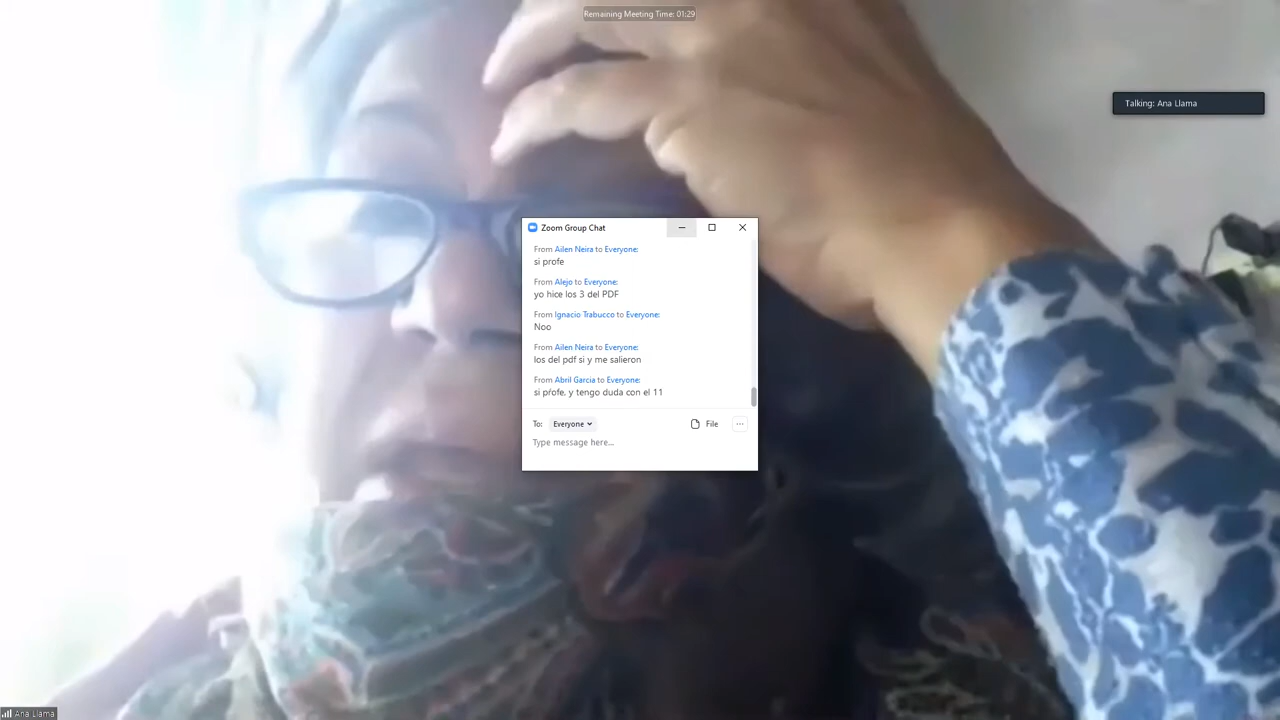 Remaining Meeting Time: 01:29
Talking: Ana Llama
Zoom Group Chat
From Ailen Neira to Everyone:
si profe
From Alejo to Everyone:
yo hice los 3 del PDF
From Ignacio Trabucco to Everyone:
Noo
From Ailen Neira to Everyone:
los del pdf si y me salieron
From Abril Garcia to Everyone:
si profe, y tengo duda con el 11
To: Everyone
File
Type message here...
Ana Llama